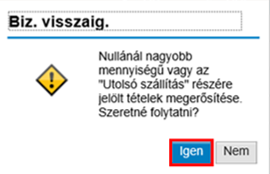 Biz. visszaig.
Nullánál nagyobb
mennyiségű vagy az
"Utolsó szállítás" részére
jelölt tételek megerősítése.
Szeretné folytatni?
Igen Nem